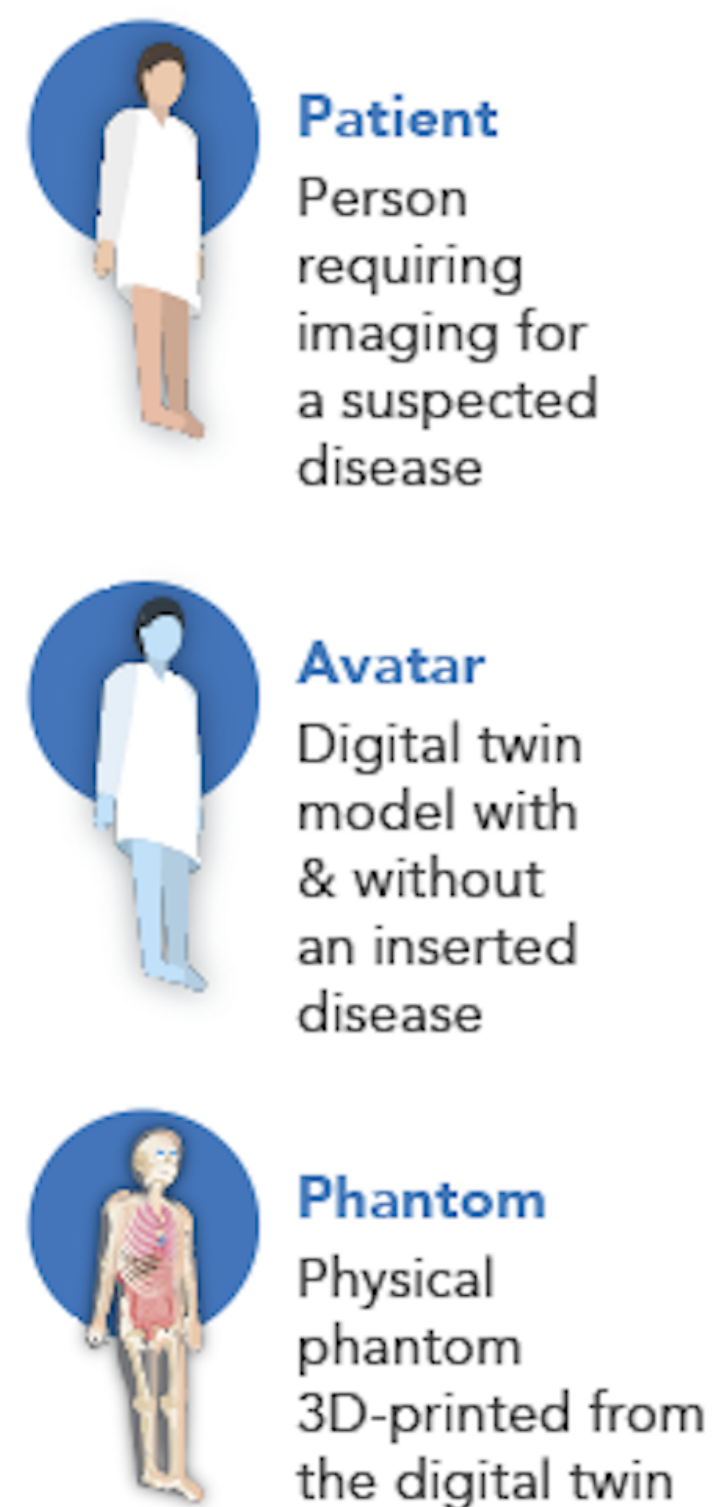 Patient
Person
requiring
imaging for
a suspected
disease
Avatar
Digital twin
model with
& without
an inserted
disease
Phantom
Physical
phantom
3D-printed from
the digital twin